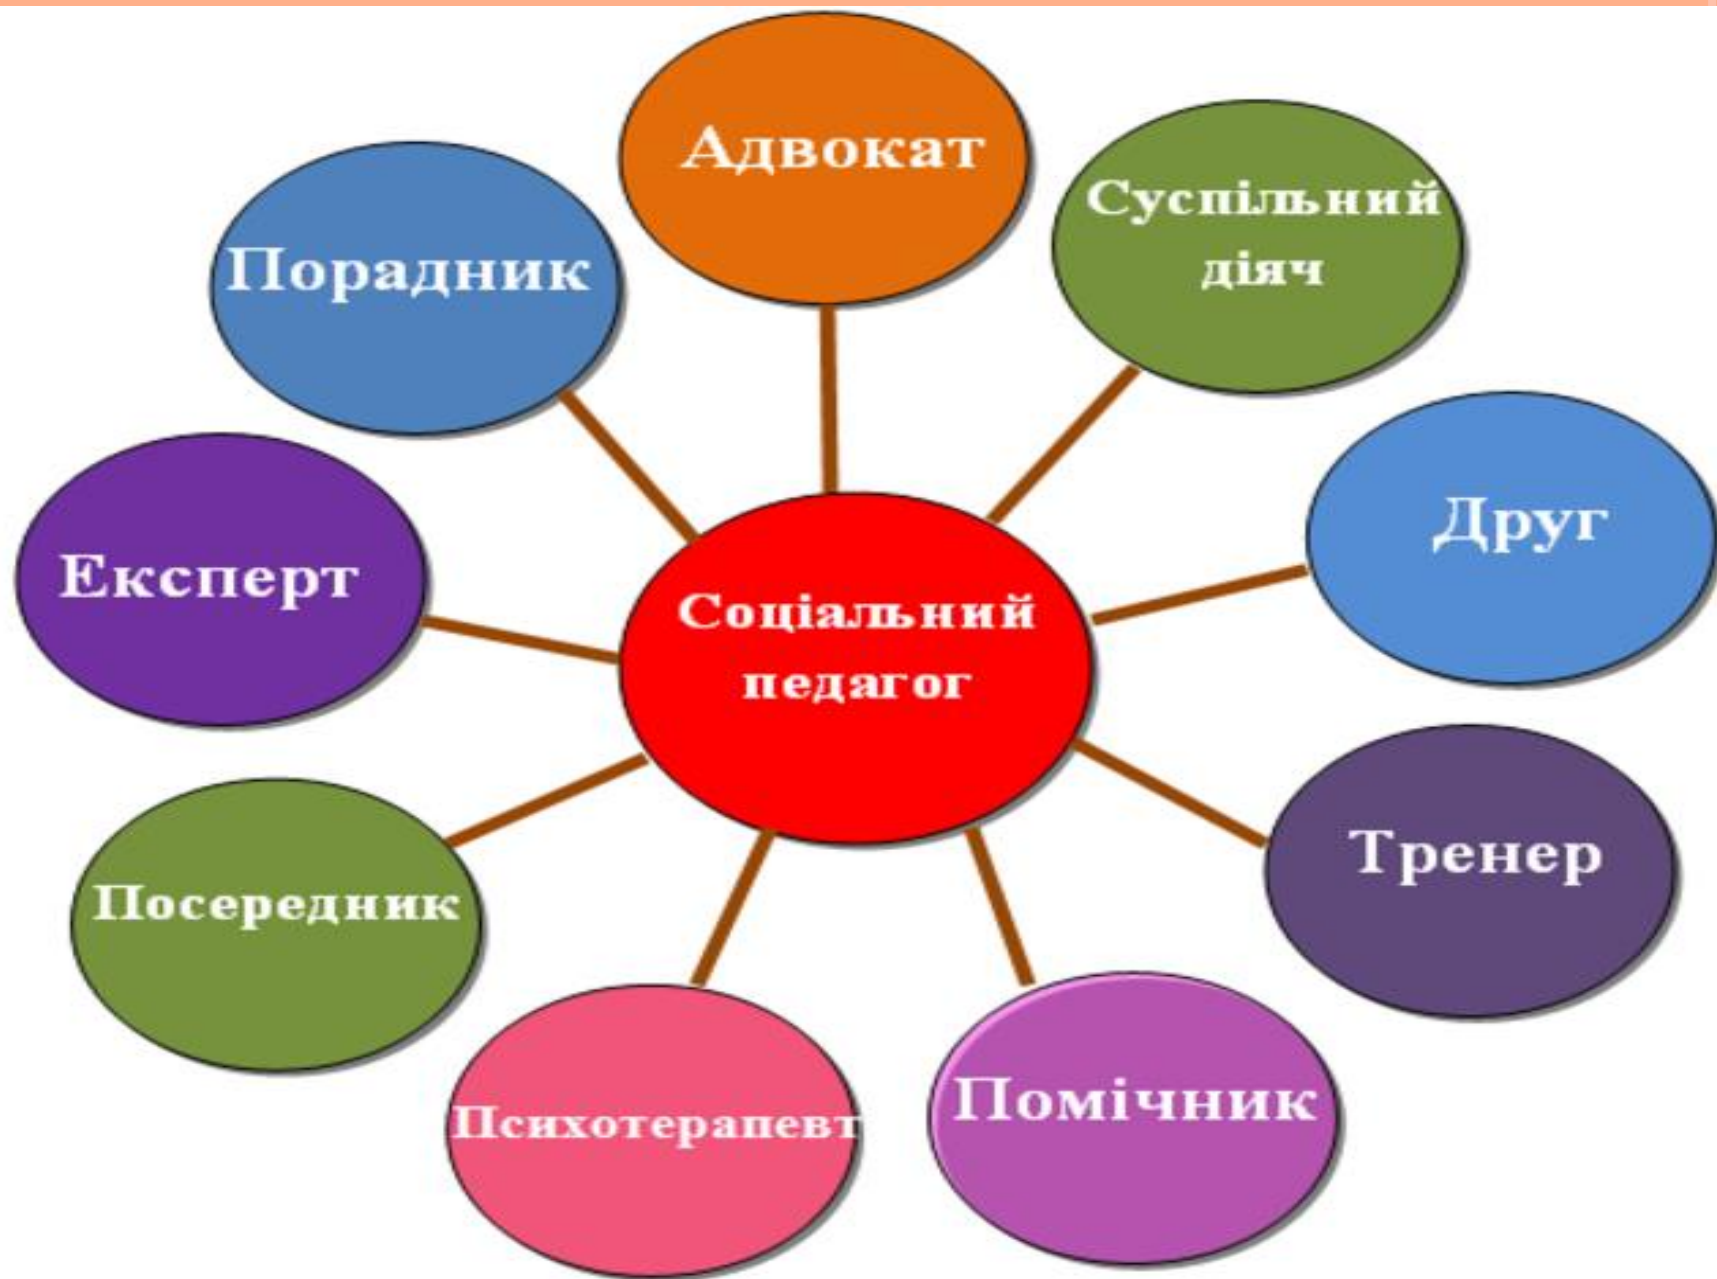 Адвокат
Суспільний
діяч
Порадник
Друг
Експерт
Соціальний
педагог
Тренер
Посередник
Помічник
Психотерапевт